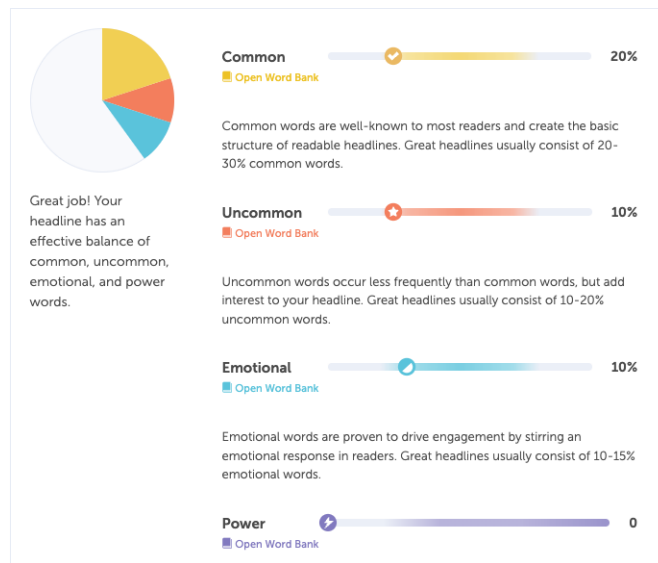 Common 20%
Open Word Bank
Common words are well-known to most readers and create the basic
structure of readable headlines. Great headlines usually consist of 20-
30% common words.
Great job! Your
headline has an
effective balance of
common, uncommon,
emotional, and power
words.
Uncommon 10%
Open Word Bank
Uncommon words occur less frequently than common words, but add
interest to your headline. Great headlines usually consist of 10-20%
uncommon words.
Emotional 10%
Open Word Bank
Emotional words are proven to drive engagement by stirring an
emotional response in readers. Great headlines usually consist of 10-15%
emotional words.
Power 0
Open Word Bank